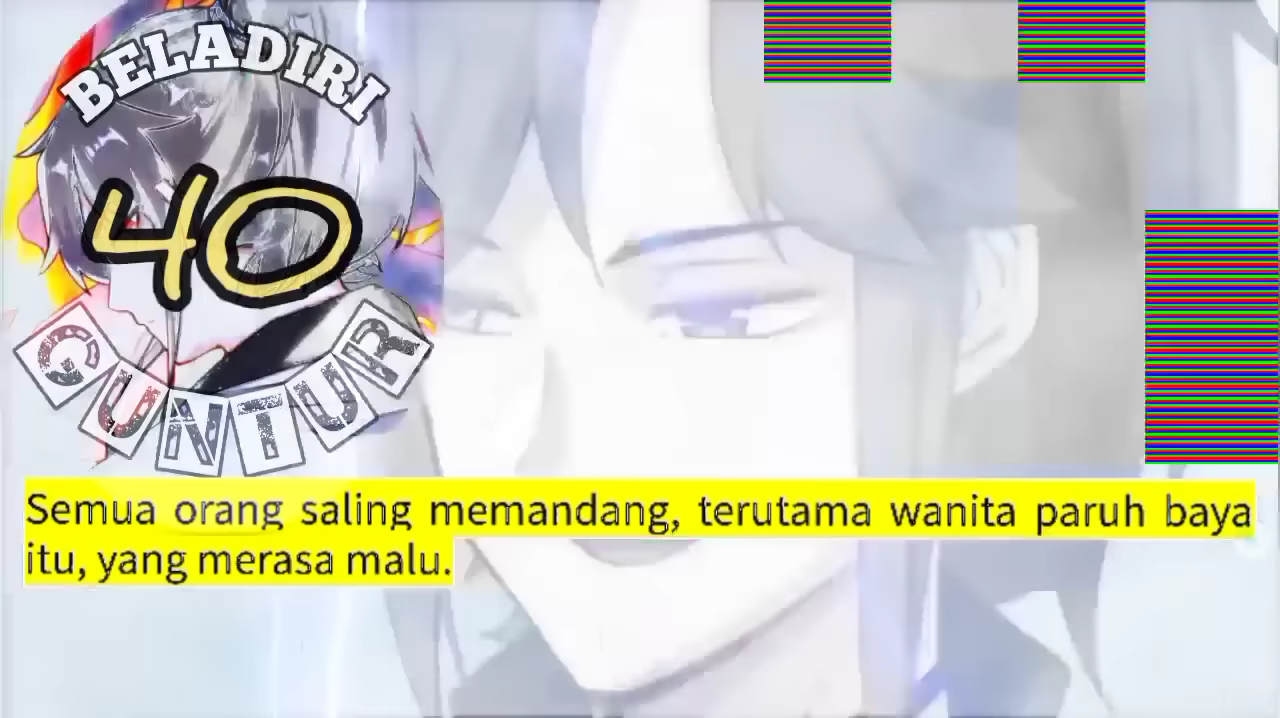 BELADIRI
40
GUNTUR
Semua orang saling memandang, terutama wanita paruh baya
itu, yang merasa malu.